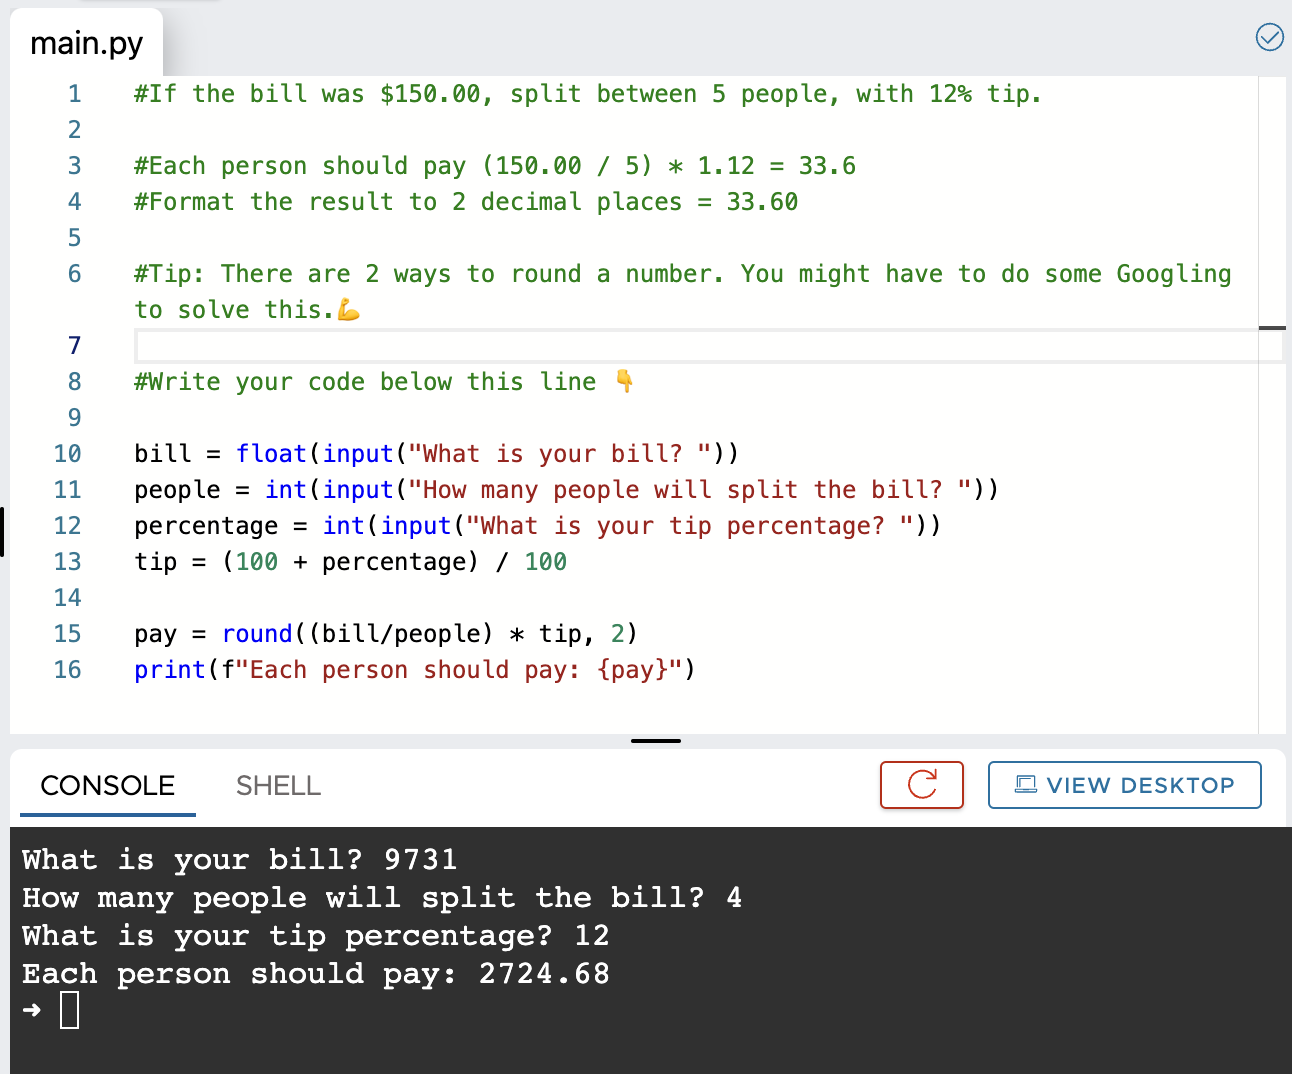 main.py
1 #If the bill was $150.00, split between 5 people, with 12% tip.
2
3 #Each person should pay (150.00 / 5) * 1.12 = 33.6
4 #Format the result to 2 decimal places = 33.60
5
6 #Tip: There are 2 ways to round a number. You might have to do some Googling
to solve this.💪
7
8 #Write your code below this line 👇
9
10 bill = float(input("What is your bill? "))
11 people = int(input("How many people will split the bill? "))
12 percentage = int(input("What is your tip percentage? "))
13 tip = (100 + percentage) / 100
14
15 pay = round((bill/people) * tip, 2)
16 print(f"Each person should pay: {pay}")
CONSOLE SHELL VIEW DESKTOP
What is your bill? 9731
How many people will split the bill? 4
What is your tip percentage? 12
Each person should pay: 2724.68
➜